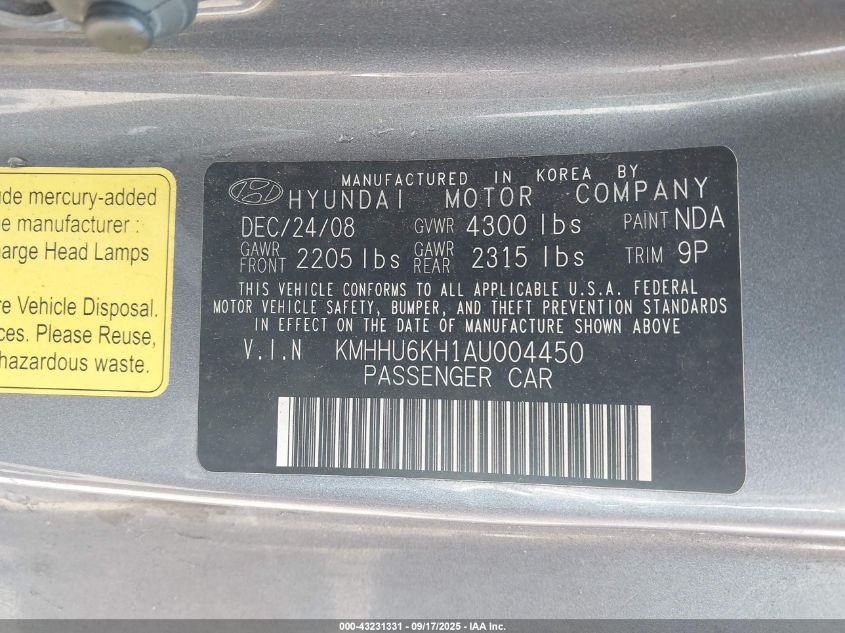 ude mercury-added
e manufacturer :
harge Head Lamps
re Vehicle Disposal.
ces. Please Reuse,
hazardous waste.
MANUFACTURED IN KOREA BY
HYUNDAI MOTOR COMPANY
DEC/24/08 GVWR 4300 lbs PAINT NDA
GAWR FRONT 2205 lbs GAWR REAR 2315 lbs TRIM 9P
THIS VEHICLE CONFORMS TO ALL APPLICABLE U.S.A. FEDERAL
MOTOR VEHICLE SAFETY, BUMPER, AND THEFT PREVENTION STANDARDS
IN EFFECT ON THE DATE OF MANUFACTURE SHOWN ABOVE
V.I.N KMHHU6KH1AU004450
PASSENGER CAR
000-43231331 - 09/17/2025 - IAA Inc.